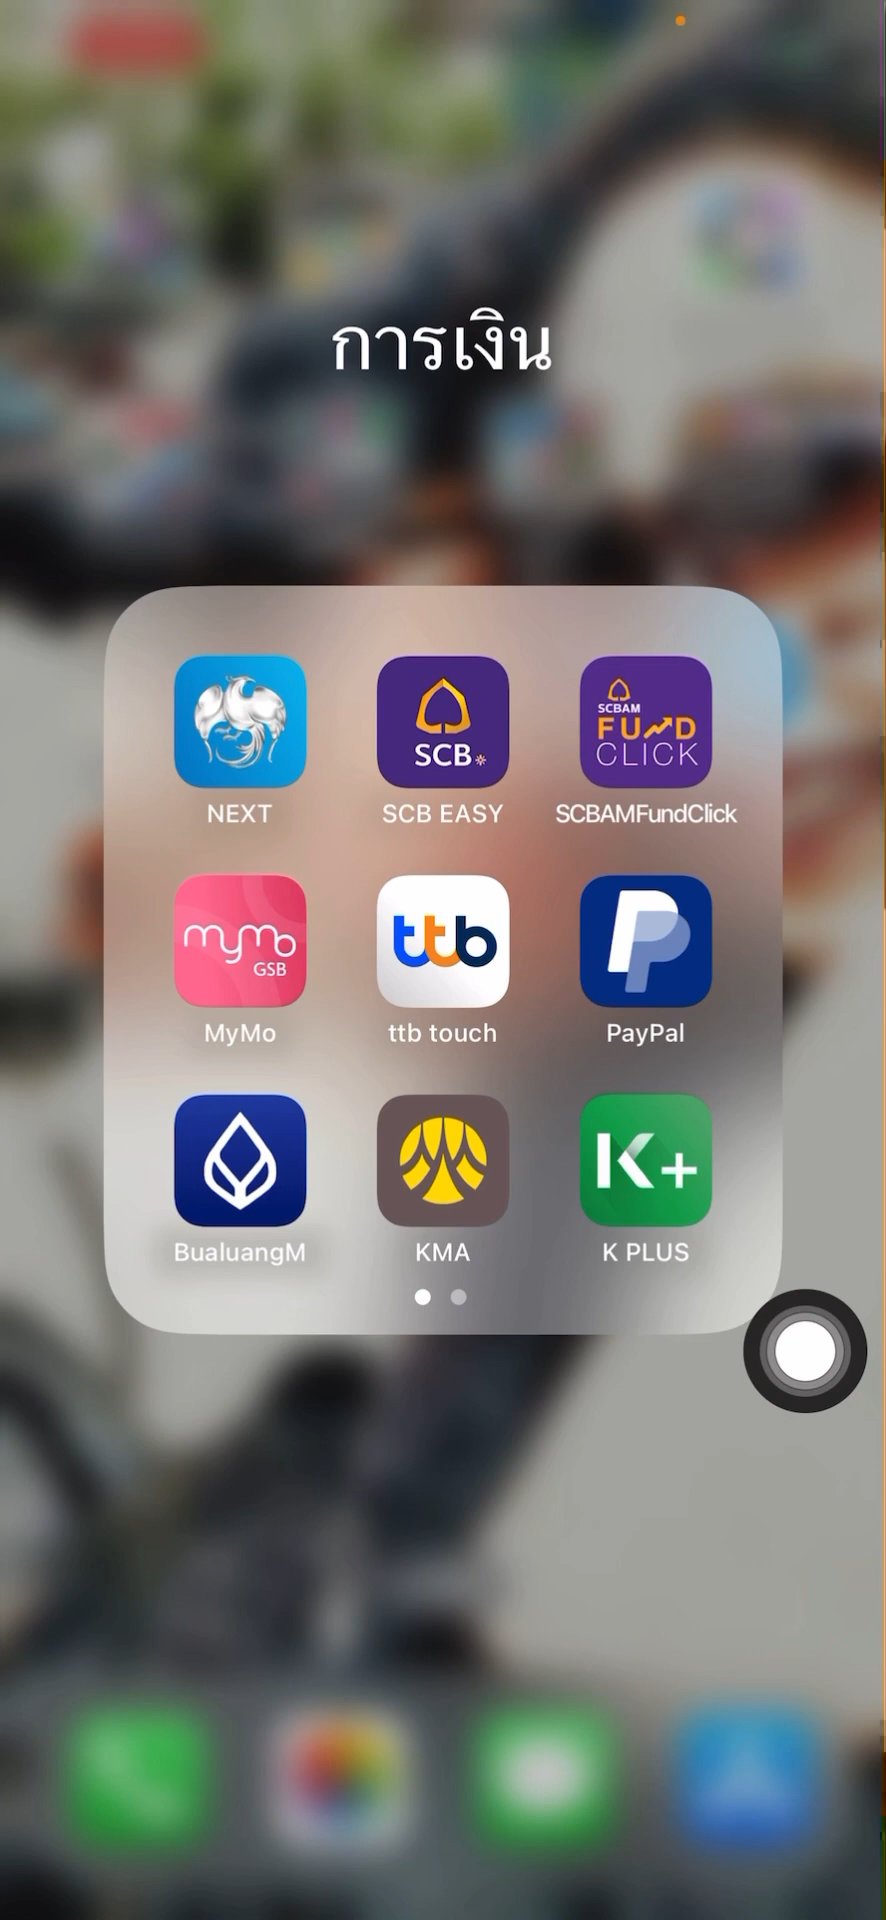 การเงิน
SCB
SCBAM
FUND
CLICK
NEXT
SCB EASY
SCBAMFundClick
mymo
GSB
ttb
MyMo
ttb touch
PayPal
K+
BualuangM
KMA
K PLUS